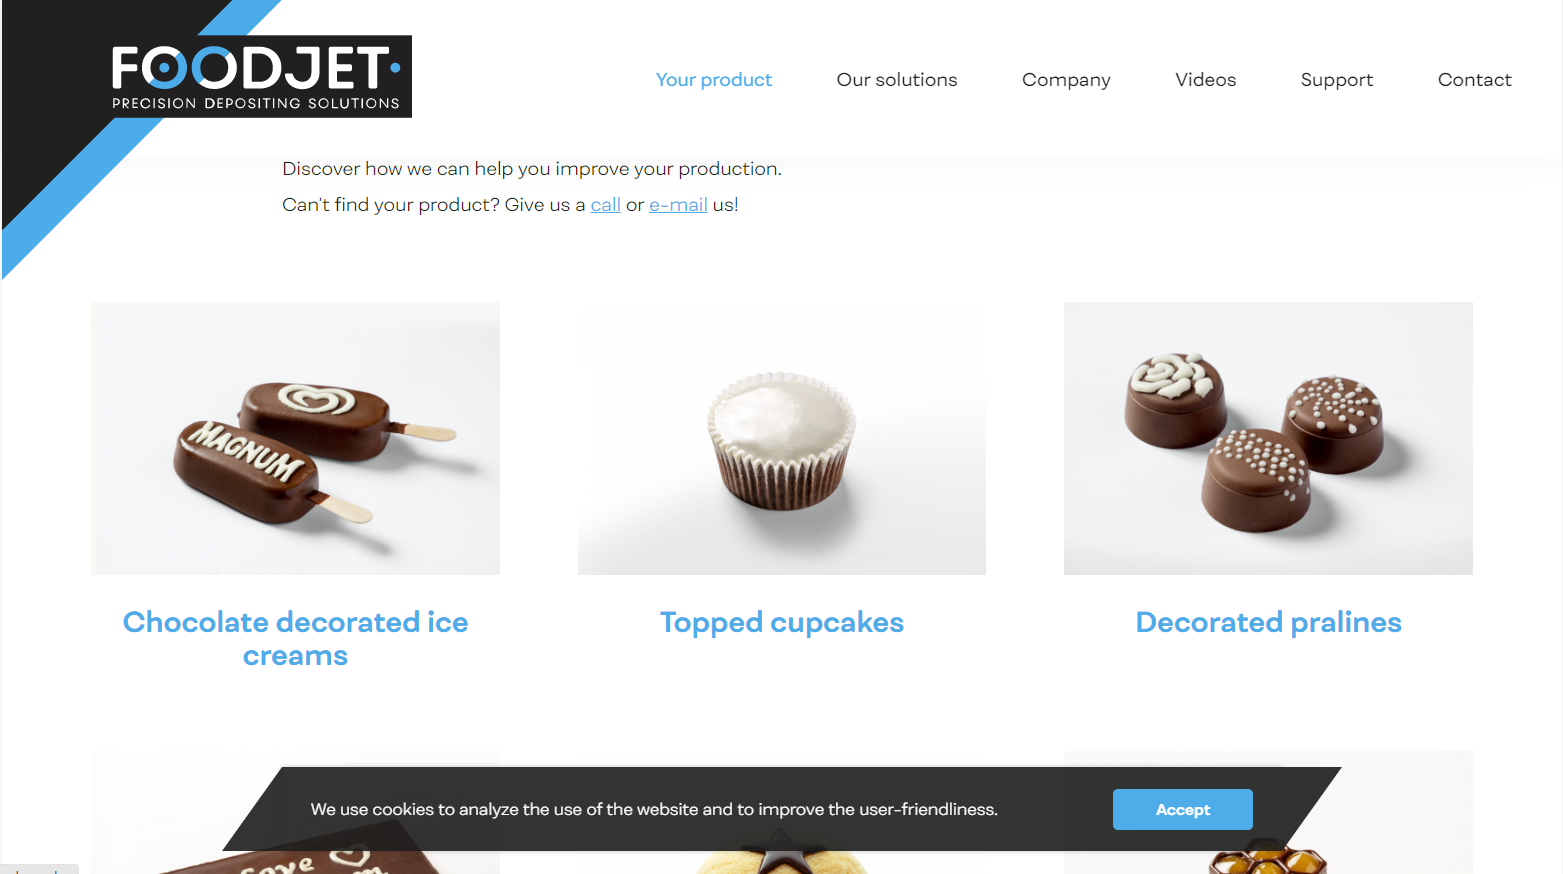 FOODJET
PRECISION DEPOSITING SOLUTIONS
Your product
Our solutions
Company
Videos
Support
Contact
Discover how we can help you improve your production.
Can't find your product? Give us a call or e-mail us!
MAGNUM
Chocolate decorated ice
creams
Topped cupcakes
Decorated pralines
We use cookies to analyze the use of the website and to improve the user-friendliness.
Accept